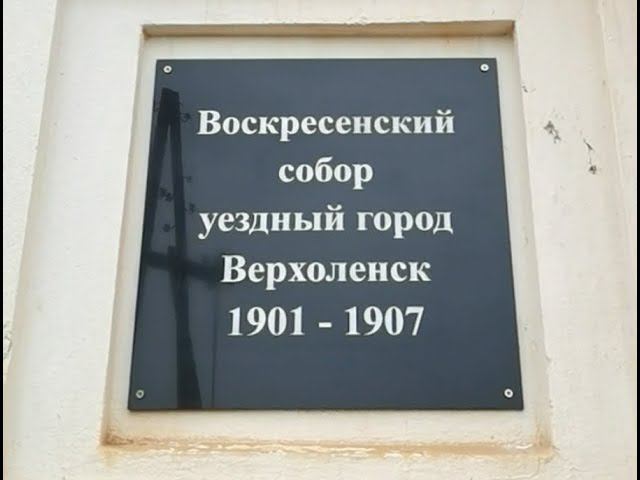 Воскресенский
собор
уездный город
Верхоленск
1901 - 1907